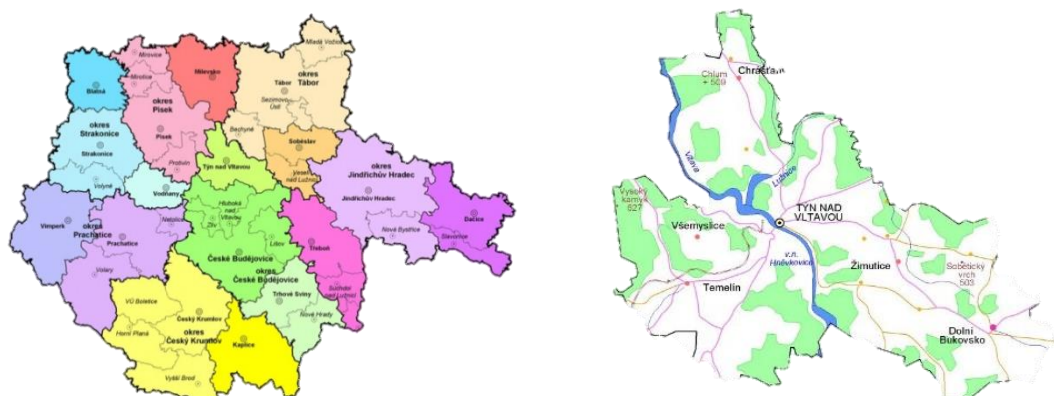 Mladá Vožice
Mirovice
Milevsko
Mirotice
Blatná
Tábor
okres
Tábor
okres
Písek
Sezimovo
Ústí
Bechyně
okres
Strakonice
Písek
Soběslav
Strakonice
Protivín
Týn nad Vltavou
Veselí
nad Lužnicí
okres
Jindřichův Hradec
Volyně
Vodňany
Jindřichův Hradec
Dačice
Vimperk
okres
Prachatice
Netolice
Hluboká
nad
Vltavou
Zliv
Prachatice
Lišov
Třeboň
Nová Bystřice
Slavonice
České Budějovice
okres
České Budějovice
Volary
Trhové Sviny
Suchdol
nad Lužnicí
VÚ Boletice
Český Krumlov
Nové Hrady
Horní Planá
okres
Český Krumlov
Kaplice
Vyšší Brod
Chlum
+ 509
Chrášťany
Vltava
Lužnice
Vysoký
kamýk
627
TÝN NAD
VLTAVOU
Všemyslice
v.n.
Hněvkovice
Žimutice
Temelín
Sobětický
vrch
503
Dolní
Bukovsko